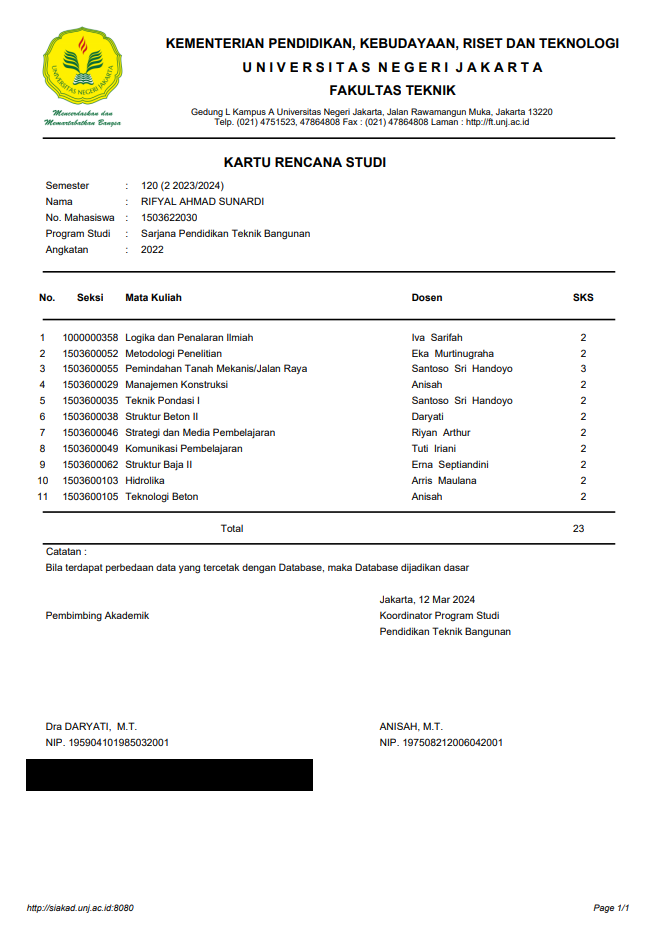 UNIVERSITAS NEGERI JAKARTA
Mencerdaskan dan
Memartabatkan Bangsa
KEMENTERIAN PENDIDIKAN, KEBUDAYAAN, RISET DAN TEKNOLOGI
UNIVERSITAS NEGERI JAKARTA
FAKULTAS TEKNIK
Gedung L Kampus A Universitas Negeri Jakarta, Jalan Rawamangun Muka, Jakarta 13220
Telp. (021) 4751523, 47864808 Fax : (021) 47864808 Laman : http://ft.unj.ac.id
KARTU RENCANA STUDI
Semester : 120 (2 2023/2024)
Nama : RIFYAL AHMAD SUNARDI
No. Mahasiswa : 1503622030
Program Studi : Sarjana Pendidikan Teknik Bangunan
Angkatan : 2022
No. Seksi Mata Kuliah Dosen SKS
1 1000000358 Logika dan Penalaran Ilmiah Iva Sarifah 2
2 1503600052 Metodologi Penelitian Eka Murtinugraha 2
3 1503600055 Pemindahan Tanah Mekanis/Jalan Raya Santoso Sri Handoyo 3
4 1503600029 Manajemen Konstruksi Anisah 2
5 1503600035 Teknik Pondasi I Santoso Sri Handoyo 2
6 1503600038 Struktur Beton II Daryati 2
7 1503600046 Strategi dan Media Pembelajaran Riyan Arthur 2
8 1503600049 Komunikasi Pembelajaran Tuti Iriani 2
9 1503600062 Struktur Baja II Erna Septiandini 2
10 1503600103 Hidrolika Arris Maulana 2
11 1503600105 Teknologi Beton Anisah 2
Total 23
Catatan :
Bila terdapat perbedaan data yang tercetak dengan Database, maka Database dijadikan dasar
Jakarta, 12 Mar 2024
Pembimbing Akademik Koordinator Program Studi
Pendidikan Teknik Bangunan
Dra DARYATI, M.T. ANISAH, M.T.
NIP. 195904101985032001 NIP. 197508212006042001
http://siakad.unj.ac.id:8080 Page 1/1